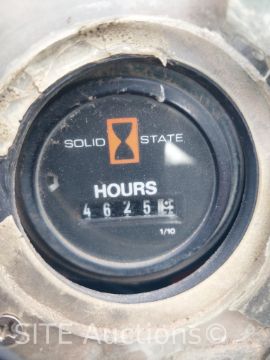 SOLID STATE
HOURS
4625
1/10
© SITE Auctions ©